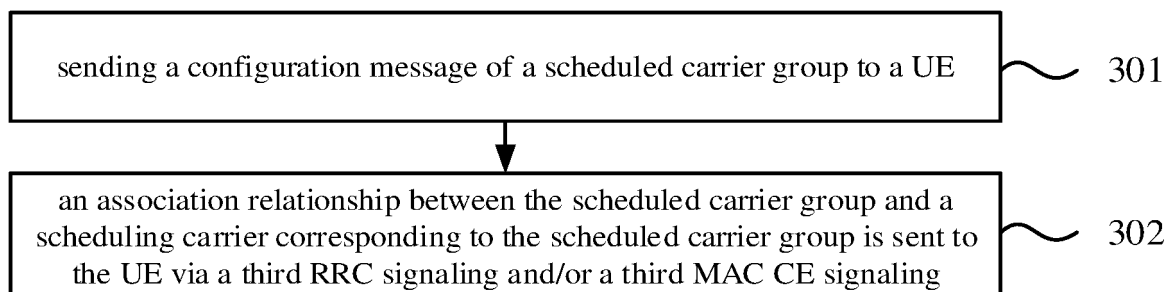 sending a configuration message of a scheduled carrier group to a UE
301
an association relationship between the scheduled carrier group and a
scheduling carrier corresponding to the scheduled carrier group is sent to
the UE via a third RRC signaling and/or a third MAC CE signaling
302